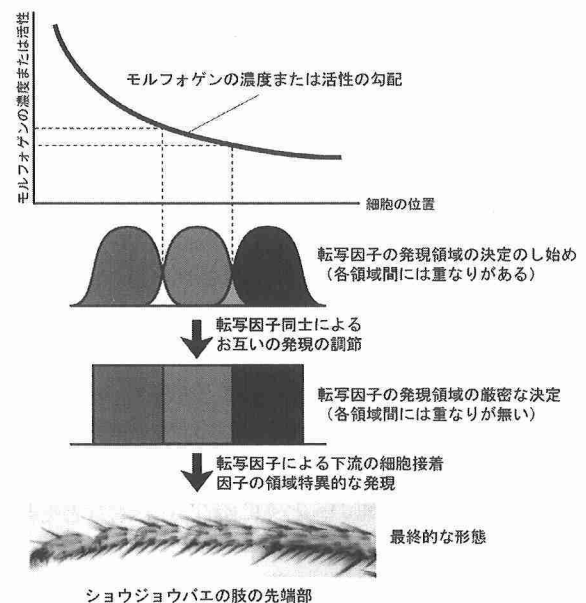 モルフォゲンの濃度または活性
モルフォゲンの濃度または活性の勾配
細胞の位置
転写因子の発現領域の決定のし始め
（各領域間には重なりがある）
転写因子同士による
お互いの発現の調節
転写因子の発現領域の厳密な決定
（各領域間には重なりが無い）
転写因子による下流の細胞接着
因子の領域特異的な発現
最終的な形態
ショウジョウバエの肢の先端部